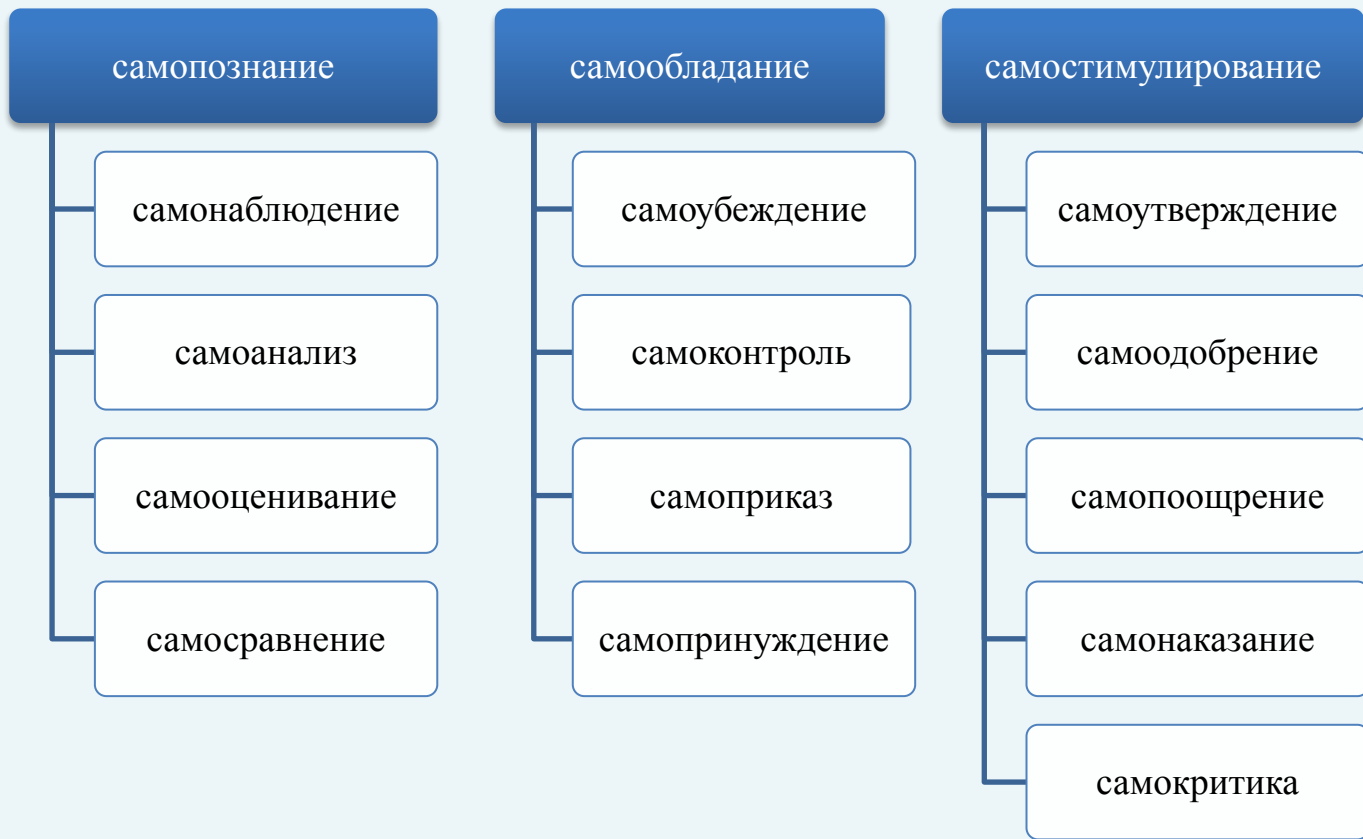 самопознание
самонаблюдение
самоанализ
самооценивание
самосравнение
самообладание
самоубеждение
самоконтроль
самоприказ
самопринуждение
самостимулирование
самоутверждение
самоодобрение
самопоощрение
самонаказание
самокритика